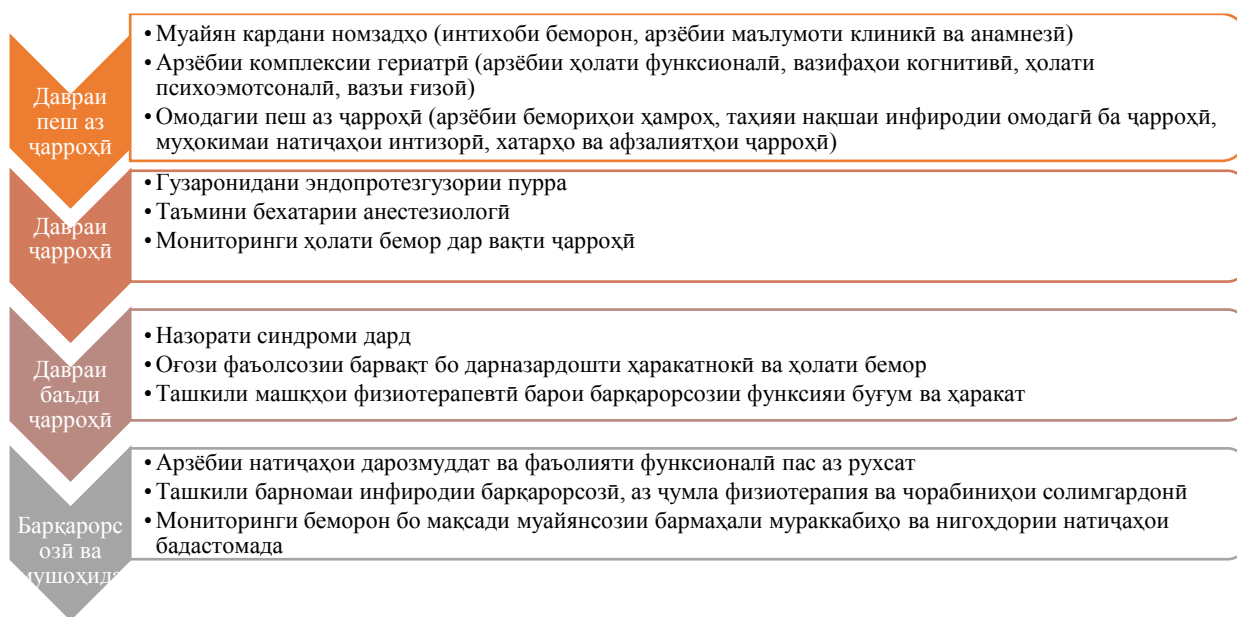 Давраи
пеш аз
ҷарроҳӣ
• Муайян кардани номзадҳо (интихоби беморон, арзёбии маълумоти клиникӣ ва анамнезӣ)
• Арзёбии комплексии гериатрӣ (арзёбии ҳолати функсионалӣ, вазифаҳои когнитивӣ, ҳолати
психоэмотсоналӣ, вазъи ғизоӣ)
• Омодагии пеш аз ҷарроҳӣ (арзёбии бемориҳои ҳамроҳ, таҳияи нақшаи инфиродии омодагӣ ба ҷарроҳӣ,
муҳокимаи натиҷаҳои интизорӣ, хатарҳо ва афзалиятҳои ҷарроҳӣ)
Давраи
ҷарроҳӣ
• Гузаронидани эндопротезгузории пурра
• Таъмини бехатарии анестезиологӣ
• Мониторинги ҳолати бемор дар вақти ҷарроҳӣ
Давраи
баъди
ҷарроҳӣ
• Назорати синдроми дард
• Оғози фаъолсозии барвақт бо дарназардошти ҳаракатнокӣ ва ҳолати бемор
• Ташкили машқҳои физиотерапевтӣ барои барқарорсозии функсияи буғум ва ҳаракат
Барқарорс
озӣ ва
мушоҳида
• Арзёбии натиҷаҳои дарозмуддат ва фаъолияти функсионалӣ пас аз рухсат
• Ташкили барномаи инфиродии барқарорсозӣ, аз ҷумла физиотерапия ва чорабиниҳои солимгардонӣ
• Мониторинги беморон бо мақсади муайянсозии бармаҳали мураккабиҳо ва нигоҳдории натиҷаҳои
бадастомада